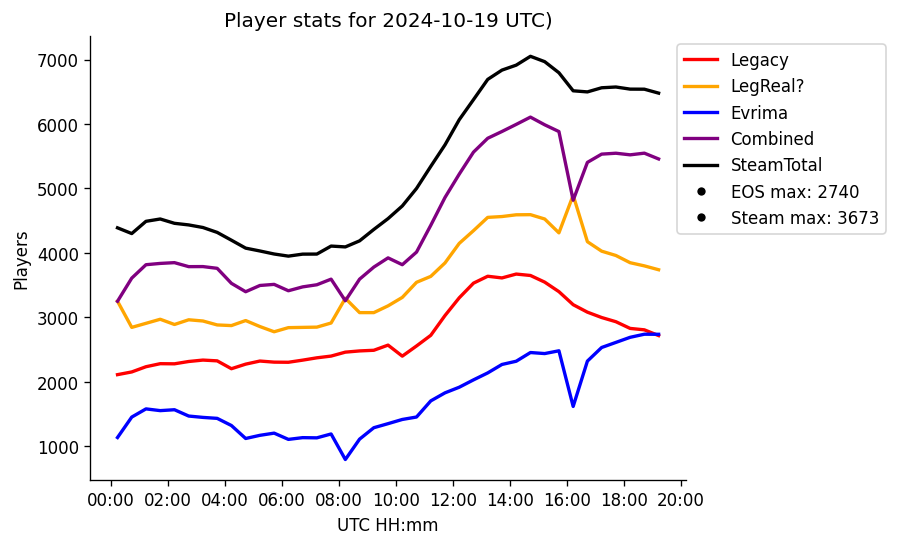 Player stats for 2024-10-19 UTC)
Legacy
LegReal?
Evrima
Combined
SteamTotal
EOS max: 2740
Steam max: 3673
Players
7000
6000
5000
4000
3000
2000
1000
00:00 02:00 04:00 06:00 08:00 10:00 12:00 14:00 16:00 18:00 20:00
UTC HH:mm